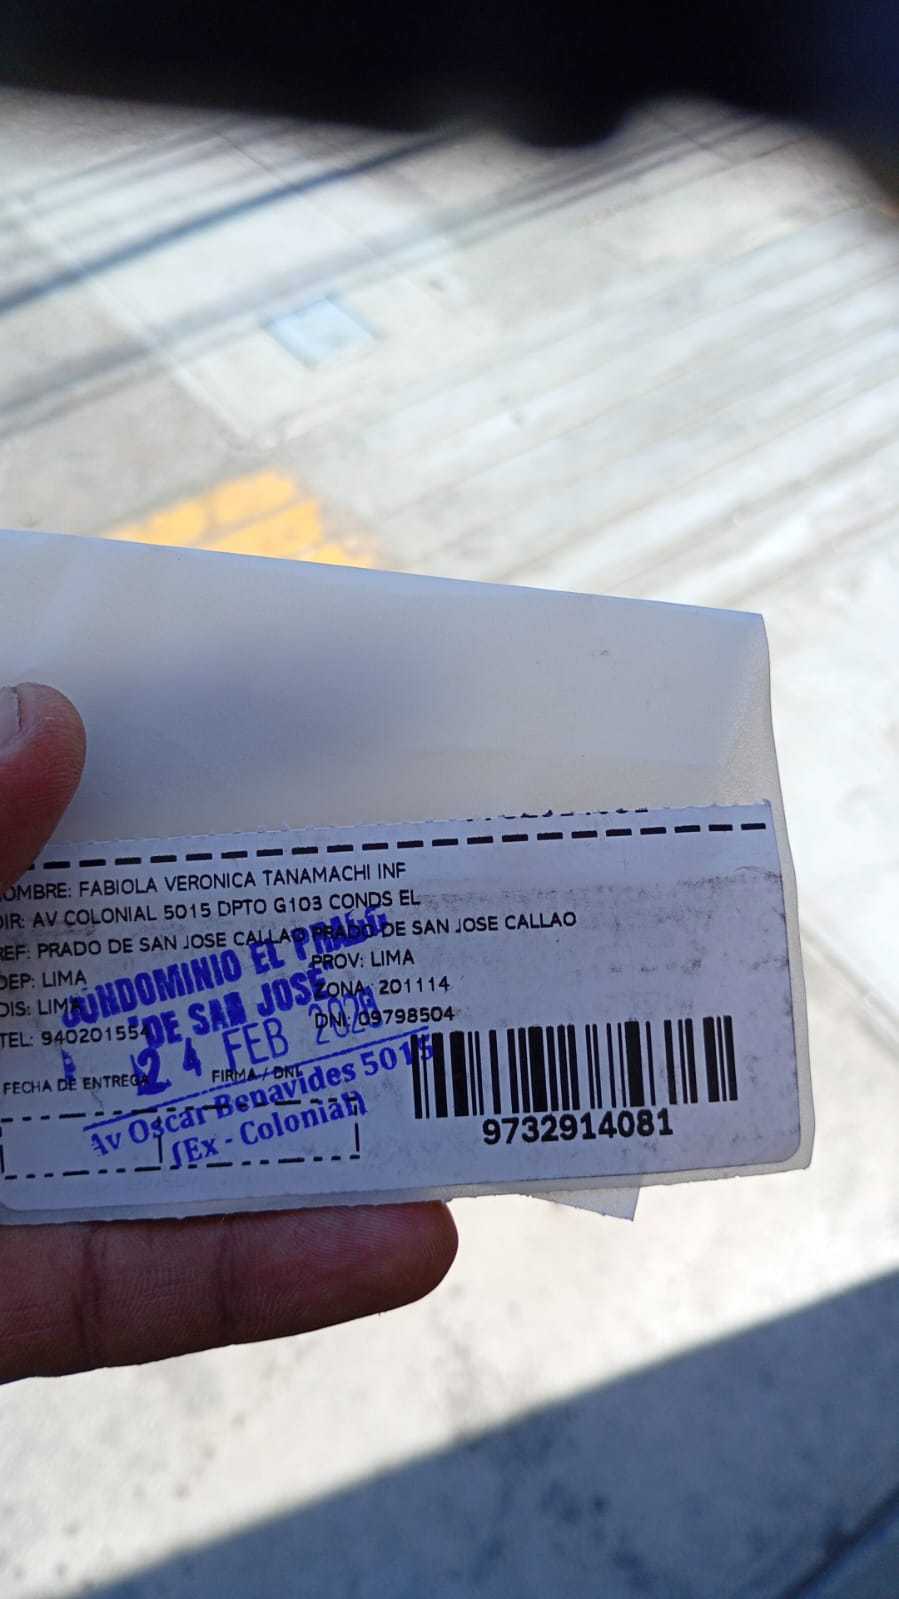 OMBRE: FABIOLA VERONICA TANAMACHI INF
DIR: AV COLONIAL 5015 DPTO G103 CONDS EL
REF: PRADO DE SAN JOSE CALLAO PRADO DE SAN JOSE CALLAO
DEP: LIMA
PROV: LIMA
DIS: LIMA
ZONA: 201114
TEL: 940201554
DNI: 09798504
FECHA DE ENTREGA
FIRMA / DNI
CONDOMINIO EL PRADO
DE SAN JOSE"
24 FEB
Av Oscar Benavides 5015
(Ex - Colonial)
9732914081